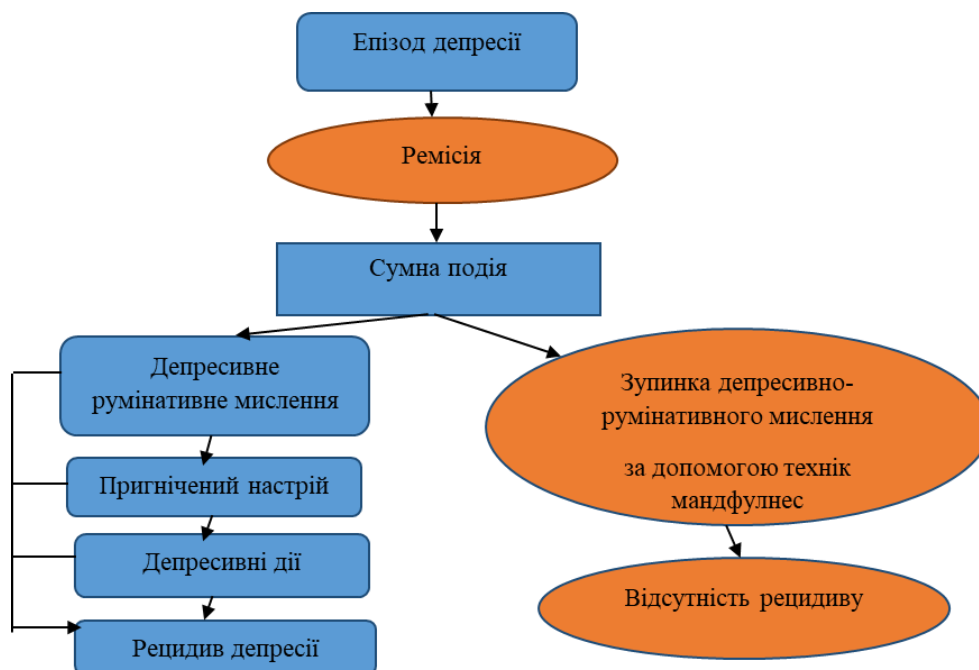 Епізод депресії
Ремісія
Сумна подія
Депресивне
румінативне мислення
Пригнічений настрій
Депресивні дії
Рецидив депресії
Зупинка депресивно-
румінативного мислення
за допомогою технік
мандфулнес
Відсутність рецидиву